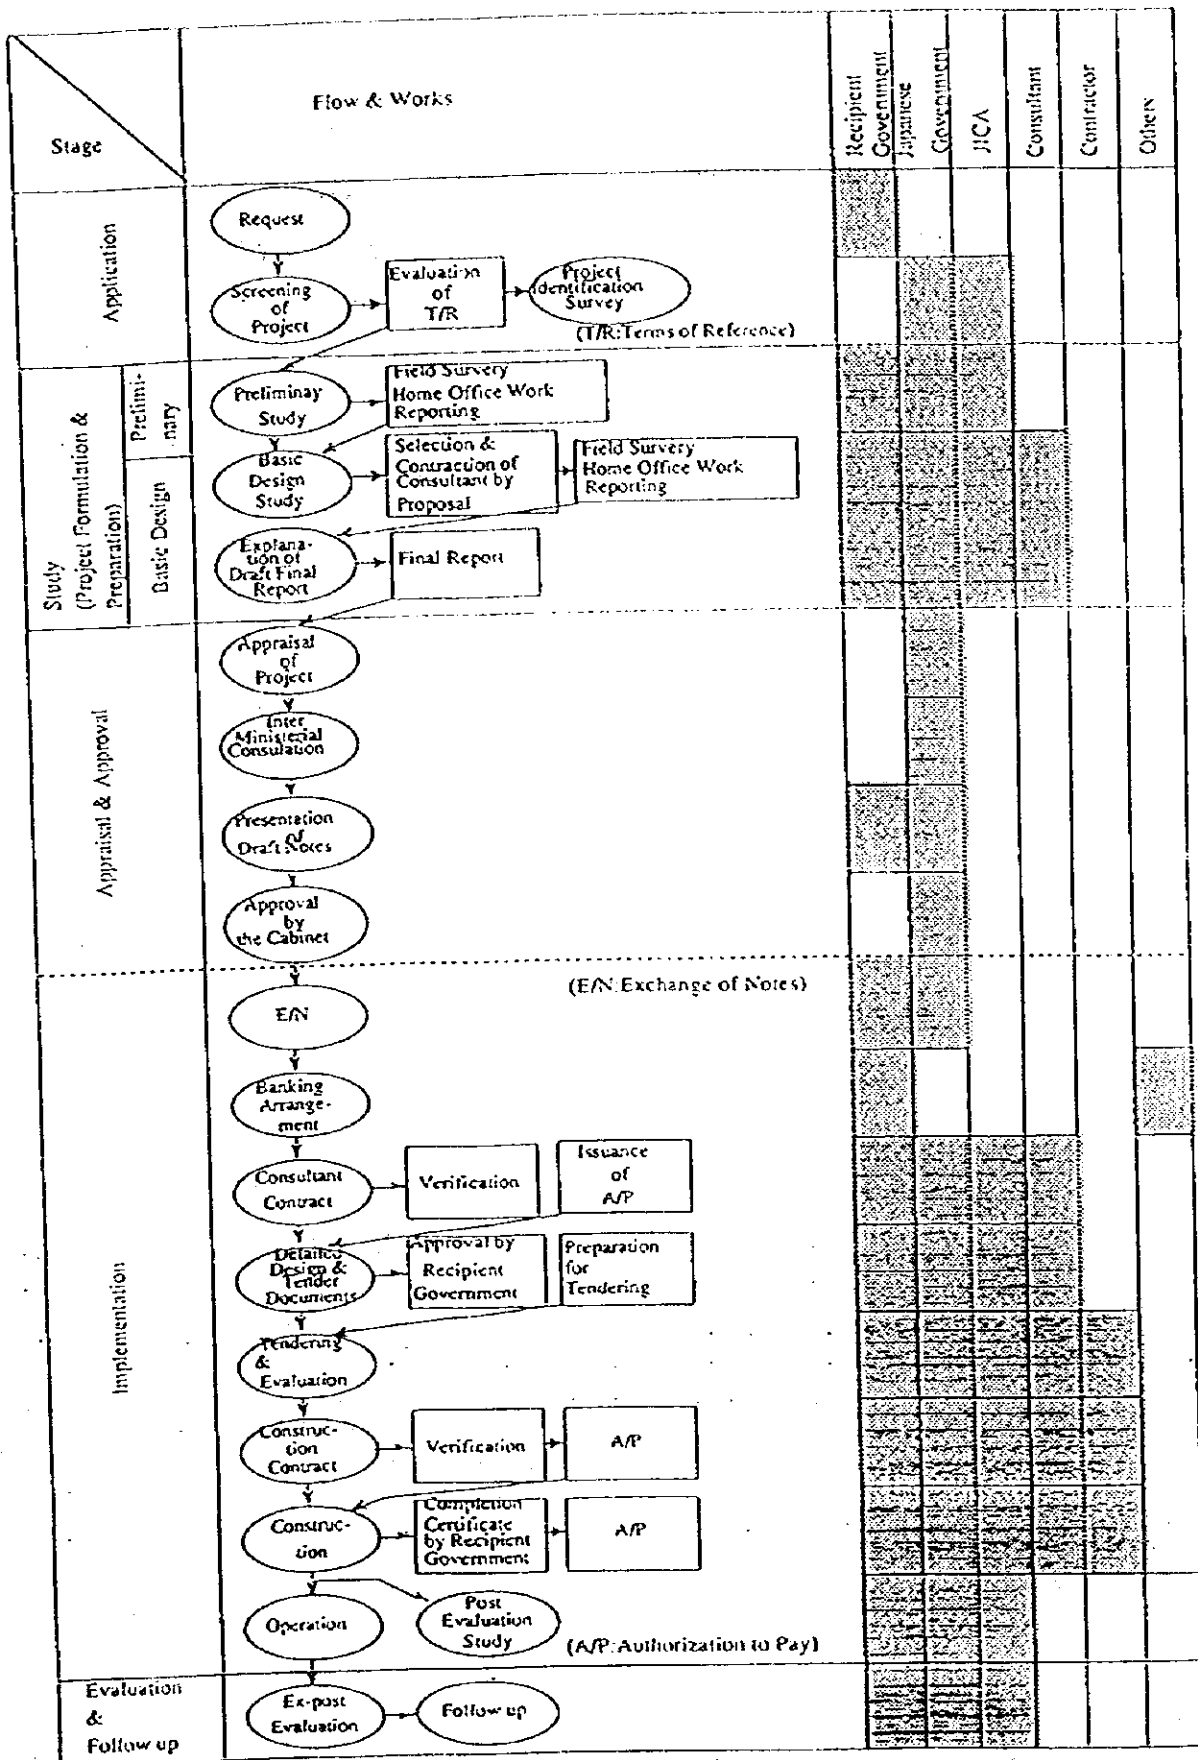 Stage
Flow & Works
Recipient
Government
Japanese
Government
JICA
Consultant
Contractor
Others
Application
Request
Screening
of
Project
Evaluation
of
T/R
Project
Identification
Survey
(T/R:Terms of Reference)
Study
(Project Formulation &
Preparation)
Prelimi-
nary
Basic Design
Preliminay
Study
Field Survery
Home Office Work
Reporting
Basic
Design
Study
Selection &
Contraction of
Consultant by
Proposal
Field Survery
Home Office Work
Reporting
Explana-
tion of
Draft Final
Report
Final Report
Appraisal & Approval
Appraisal
of
Project
Inter
Ministerial
Consulation
Presentation
of
Draft Notes
Approval
by
the Cabinet
Implementation
(E/N:Exchange of Notes)
E/N
Banking
Arrange-
ment
Consultant
Contract
Verification
Issuance
of
A/P
Detailed
Design &
Tender
Documents
Approval by
Recipient
Government
Preparation
for
Tendering
Tendering
&
Evaluation
Construc-
tion
Contract
Verification
A/P
Construc-
tion
Completion
Certificate
by Recipient
Government
A/P
Operation
Post
Evaluation
Study
(A/P:Authorization to Pay)
Evaluation
&
Follow up
Ex-post
Evaluation
Follow up